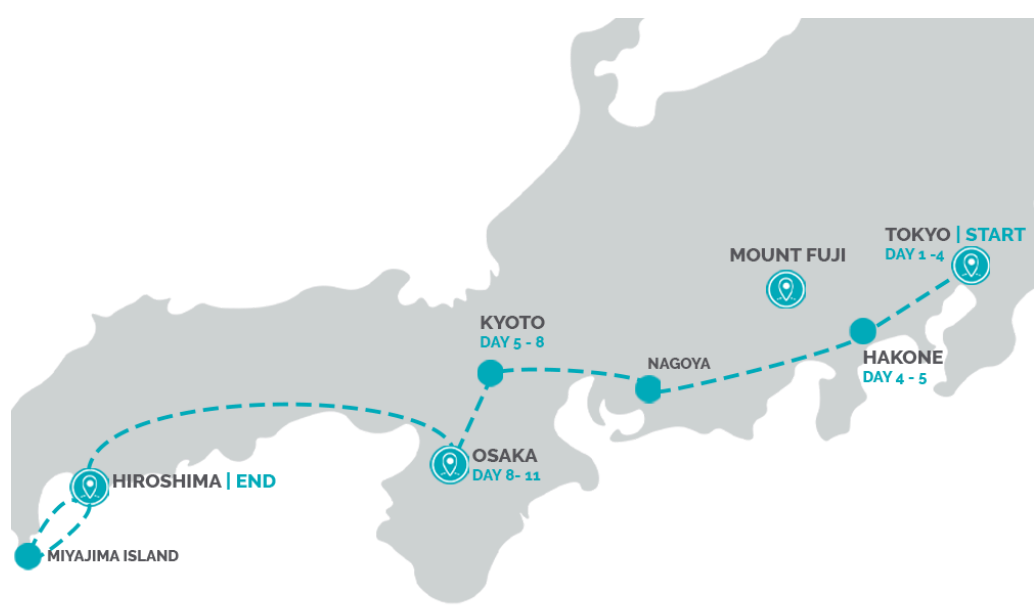 TOKYO | START
DAY 1 -4
MOUNT FUJI
KYOTO
DAY 5 - 8
HAKONE
DAY 4 - 5
NAGOYA
OSAKA
DAY 8- 11
HIROSHIMA | END
MIYAJIMA ISLAND